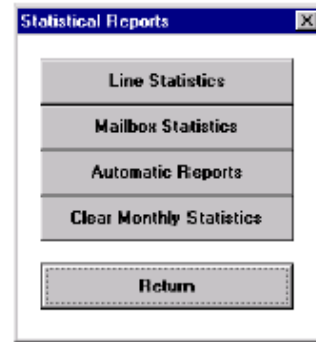 Statistical Reports
Line Statistics
Mailbox Statistics
Automatic Reports
Clear Monthly Statistics
Return